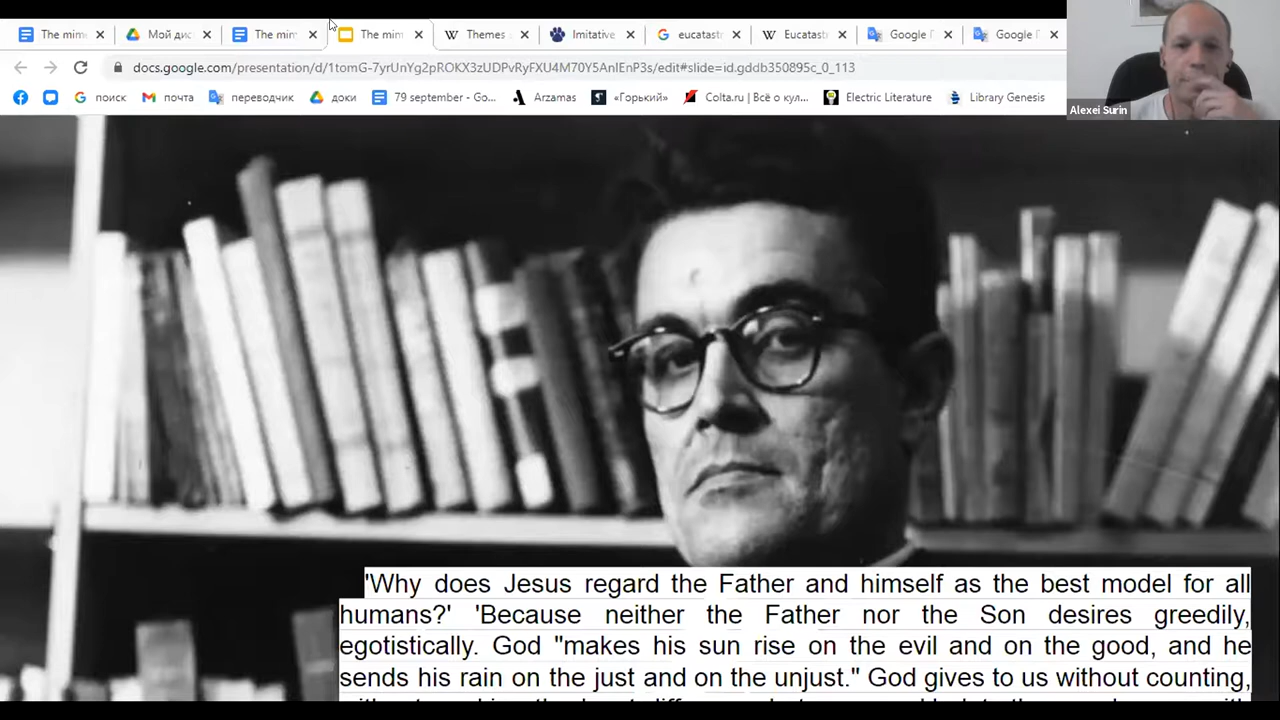 The mim
Мой дис
The mim
The mim
Themes
Imitative
eucatastr
Eucatastr
Google П
Google П
docs.google.com/presentation/d/1tomG-7yrUnYg2pROKX3zUDPvRyFXU4M70Y5AnIEnP3s/edit#slide=id.gddb350895c_0_113
поиск
почта
переводчик
доки
79 september - Go...
Arzamas
«Горький»
Colta.ru | Всё о кул...
Electric Literature
Library Genesis
Alexei Surin
'Why does Jesus regard the Father and himself as the best model for all
humans?' 'Because neither the Father nor the Son desires greedily,
egotistically. God "makes his sun rise on the evil and on the good, and he
sends his rain on the just and on the unjust." God gives to us without counting,